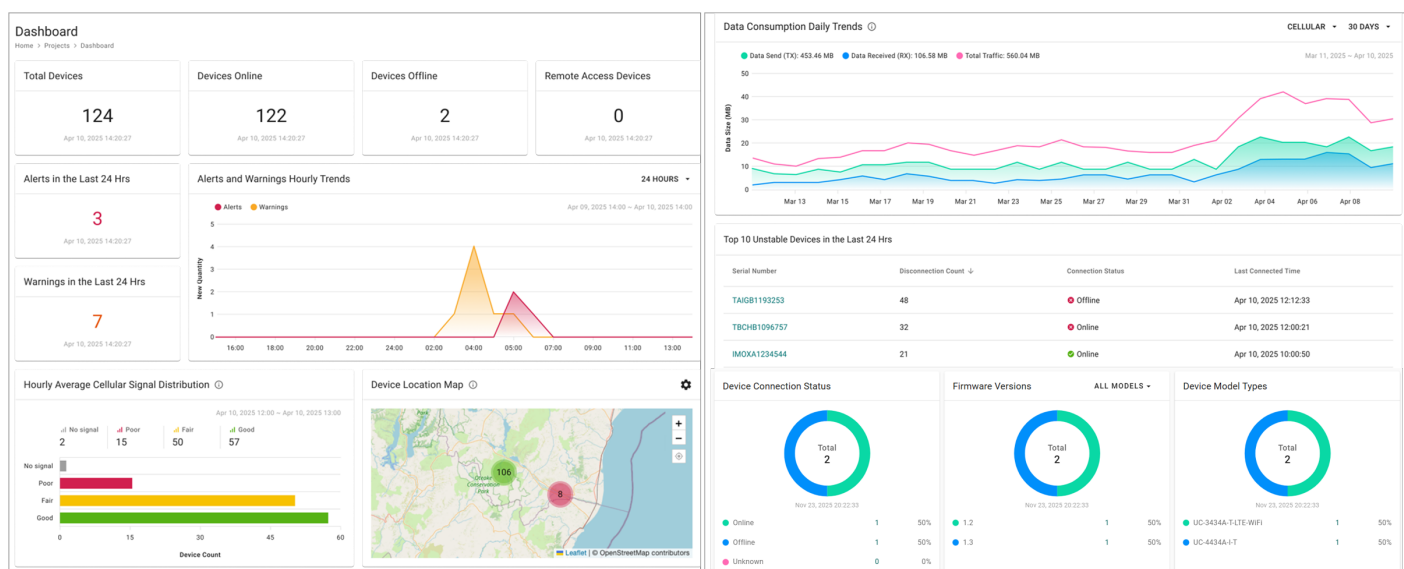 Dashboard
Home > Projects > Dashboard
Total Devices
124
Apr 10, 2025 14:20:27
Devices Online
122
Apr 10, 2025 14:20:27
Devices Offline
2
Apr 10, 2025 14:20:27
Remote Access Devices
0
Apr 10, 2025 14:20:27
Alerts in the Last 24 Hrs
3
Apr 10, 2025 14:20:27
Warnings in the Last 24 Hrs
7
Apr 10, 2025 14:20:27
Alerts and Warnings Hourly Trends
24 HOURS
Alerts Warnings
Apr 09, 2025 14:00 ~ Apr 10, 2025 14:00
New Quantity
5
4
3
2
1
0
16:00 18:00 20:00 22:00 24:00 02:00 04:00 05:00 07:00 09:00 11:00 13:00
Hourly Average Cellular Signal Distribution
Apr 10, 2025 12:00 ~ Apr 10, 2025 13:00
No signal Poor Fair Good
2 15 50 57
No signal
Poor
Fair
Good
0 15 30 45 60
Device Count
Device Location Map
Park
Conservation
Park
106
8
+
−
Leaflet | © OpenStreetMap contributors
Data Consumption Daily Trends
CELLULAR 30 DAYS
Data Send (TX): 453.46 MB Data Received (RX): 106.58 MB Total Traffic: 560.04 MB
Mar 11, 2025 ~ Apr 10, 2025
Data Size (MB)
50
40
30
20
10
0
Mar 13 Mar 15 Mar 17 Mar 19 Mar 21 Mar 23 Mar 25 Mar 27 Mar 29 Mar 31 Apr 02 Apr 04 Apr 06 Apr 08
Top 10 Unstable Devices in the Last 24 Hrs
Serial Number Disconnection Count Connection Status Last Connected Time
TAIGB1193253 48 Offline Apr 10, 2025 12:12:33
TBCHB1096757 32 Online Apr 10, 2025 12:00:21
IMOXA1234544 21 Online Apr 10, 2025 10:00:50
Device Connection Status
Total
2
Nov 23, 2025 20:22:33
Online 1 50%
Offline 1 50%
Unknown 0 0%
Firmware Versions
ALL MODELS
Total
2
Nov 23, 2025 20:22:33
1.2 1 50%
1.3 1 50%
Device Model Types
Total
2
Nov 23, 2025 20:22:33
UC-3434A-T-LTE-WiFi 1 50%
UC-4434A-I-T 1 50%